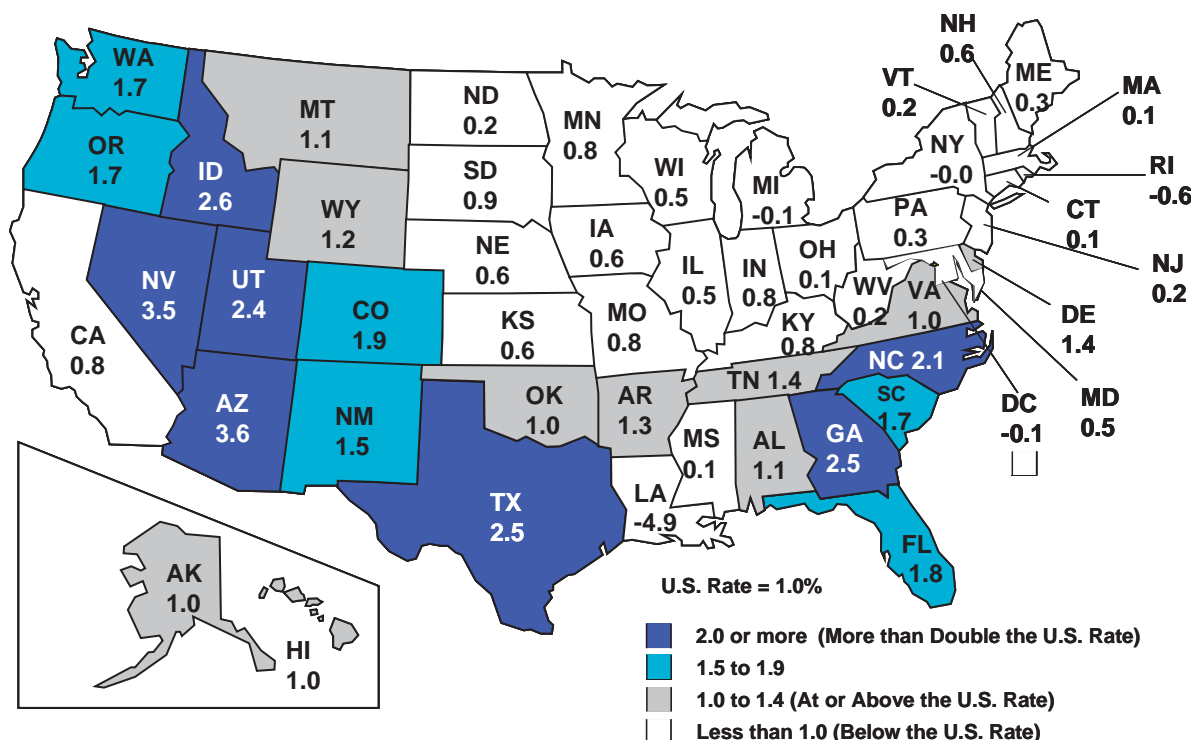 NH
0.6
WA
1.7
ME
0.3
VT
0.2
MA
0.1
MT
1.1
ND
0.2
MN
0.8
OR
1.7
ID
2.6
NY
-0.0
WI
0.5
SD
0.9
MI
-0.1
RI
-0.6
WY
1.2
PA
0.3
CT
0.1
IA
0.6
NE
0.6
OH
0.1
NJ
0.2
NV
3.5
UT
2.4
IL
0.5
IN
0.8
WV
0.2
VA
1.0
CO
1.9
DE
1.4
CA
0.8
KS
0.6
MO
0.8
KY
0.8
NC 2.1
TN 1.4
AZ
3.6
NM
1.5
OK
1.0
AR
1.3
SC
1.7
DC
-0.1
MD
0.5
MS
0.1
AL
1.1
GA
2.5
TX
2.5
LA
-4.9
FL
1.8
AK
1.0
HI
1.0
U.S. Rate = 1.0%
2.0 or more (More than Double the U.S. Rate)
1.5 to 1.9
1.0 to 1.4 (At or Above the U.S. Rate)
Less than 1.0 (Below the U.S. Rate)